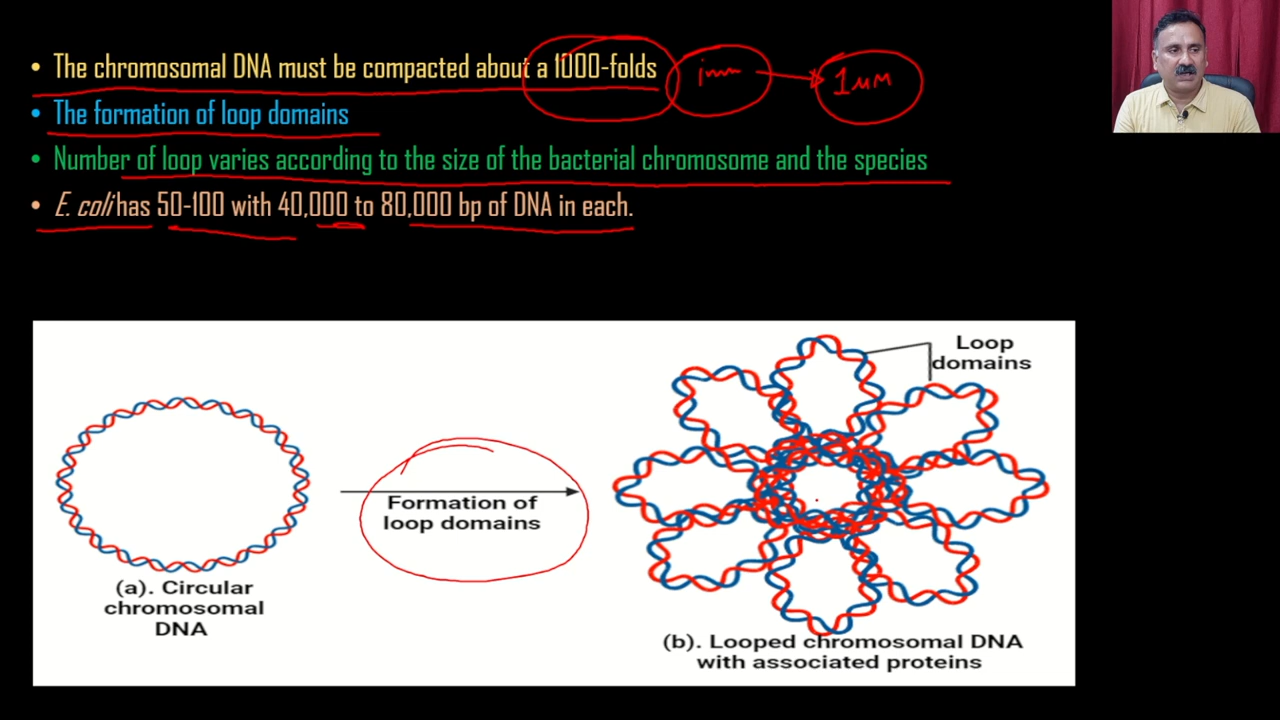 • The chromosomal DNA must be compacted about a 1000-folds
1mm → 1μm
• The formation of loop domains
• Number of loop varies according to the size of the bacterial chromosome and the species
• E. coli has 50-100 with 40,000 to 80,000 bp of DNA in each.
Loop
domains
Formation of
loop domains
(a). Circular
chromosomal
DNA
(b). Looped chromosomal DNA
with associated proteins